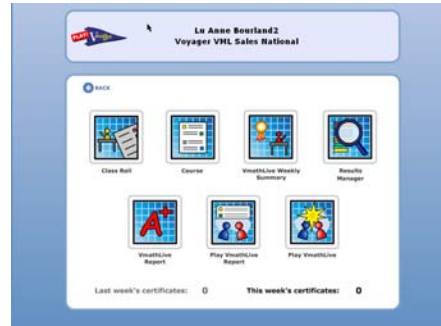 PLAY!
Lu Anne Bourland2
Voyager VML Sales National
BACK
Class Roll
Course
VmathLive Weekly
Summary
Results
Manager
A+
VmathLive
Report
Play VmathLive
Report
Play VmathLive
Last week's certificates: 0
This week's certificates: 0